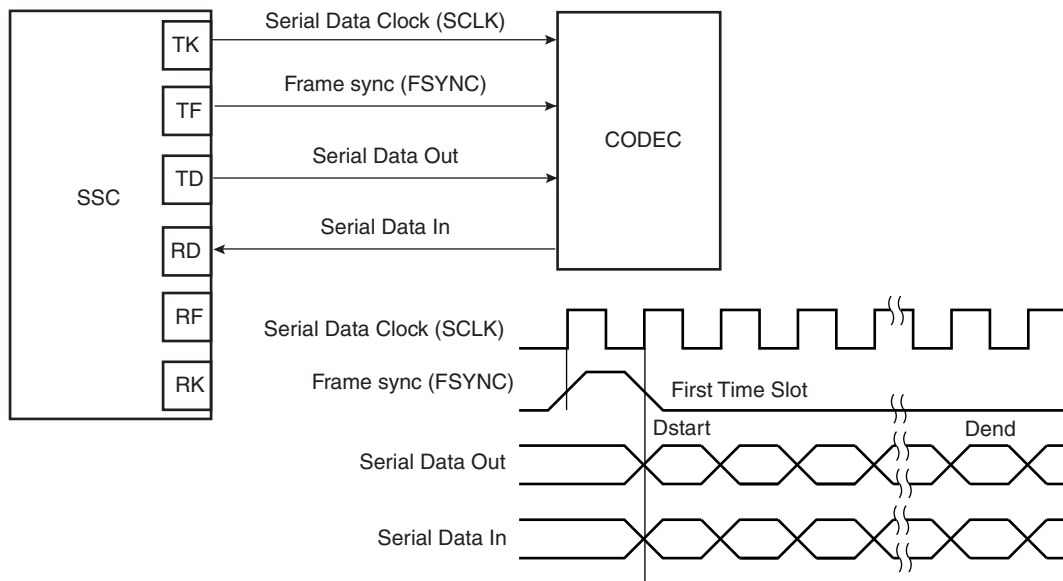 Serial Data Clock (SCLK)
TK
Frame sync (FSYNC)
TF
CODEC
Serial Data Out
TD
SSC
Serial Data In
RD
RF
Serial Data Clock (SCLK)
RK
Frame sync (FSYNC)
First Time Slot
Dstart
Dend
Serial Data Out
Serial Data In